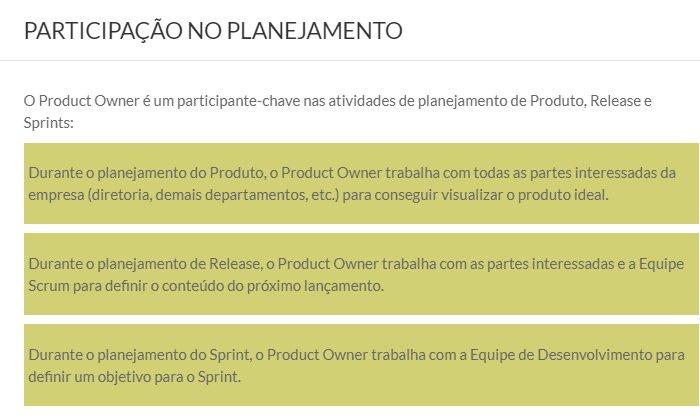 PARTICIPAÇÃO NO PLANEJAMENTO
O Product Owner é um participante-chave nas atividades de planejamento de Produto, Release e
Sprints:
Durante o planejamento do Produto, o Product Owner trabalha com todas as partes interessadas da
empresa (diretoria, demais departamentos, etc.) para conseguir visualizar o produto ideal.
Durante o planejamento de Release, o Product Owner trabalha com as partes interessadas e a Equipe
Scrum para definir o conteúdo do próximo lançamento.
Durante o planejamento do Sprint, o Product Owner trabalha com a Equipe de Desenvolvimento para
definir um objetivo para o Sprint.